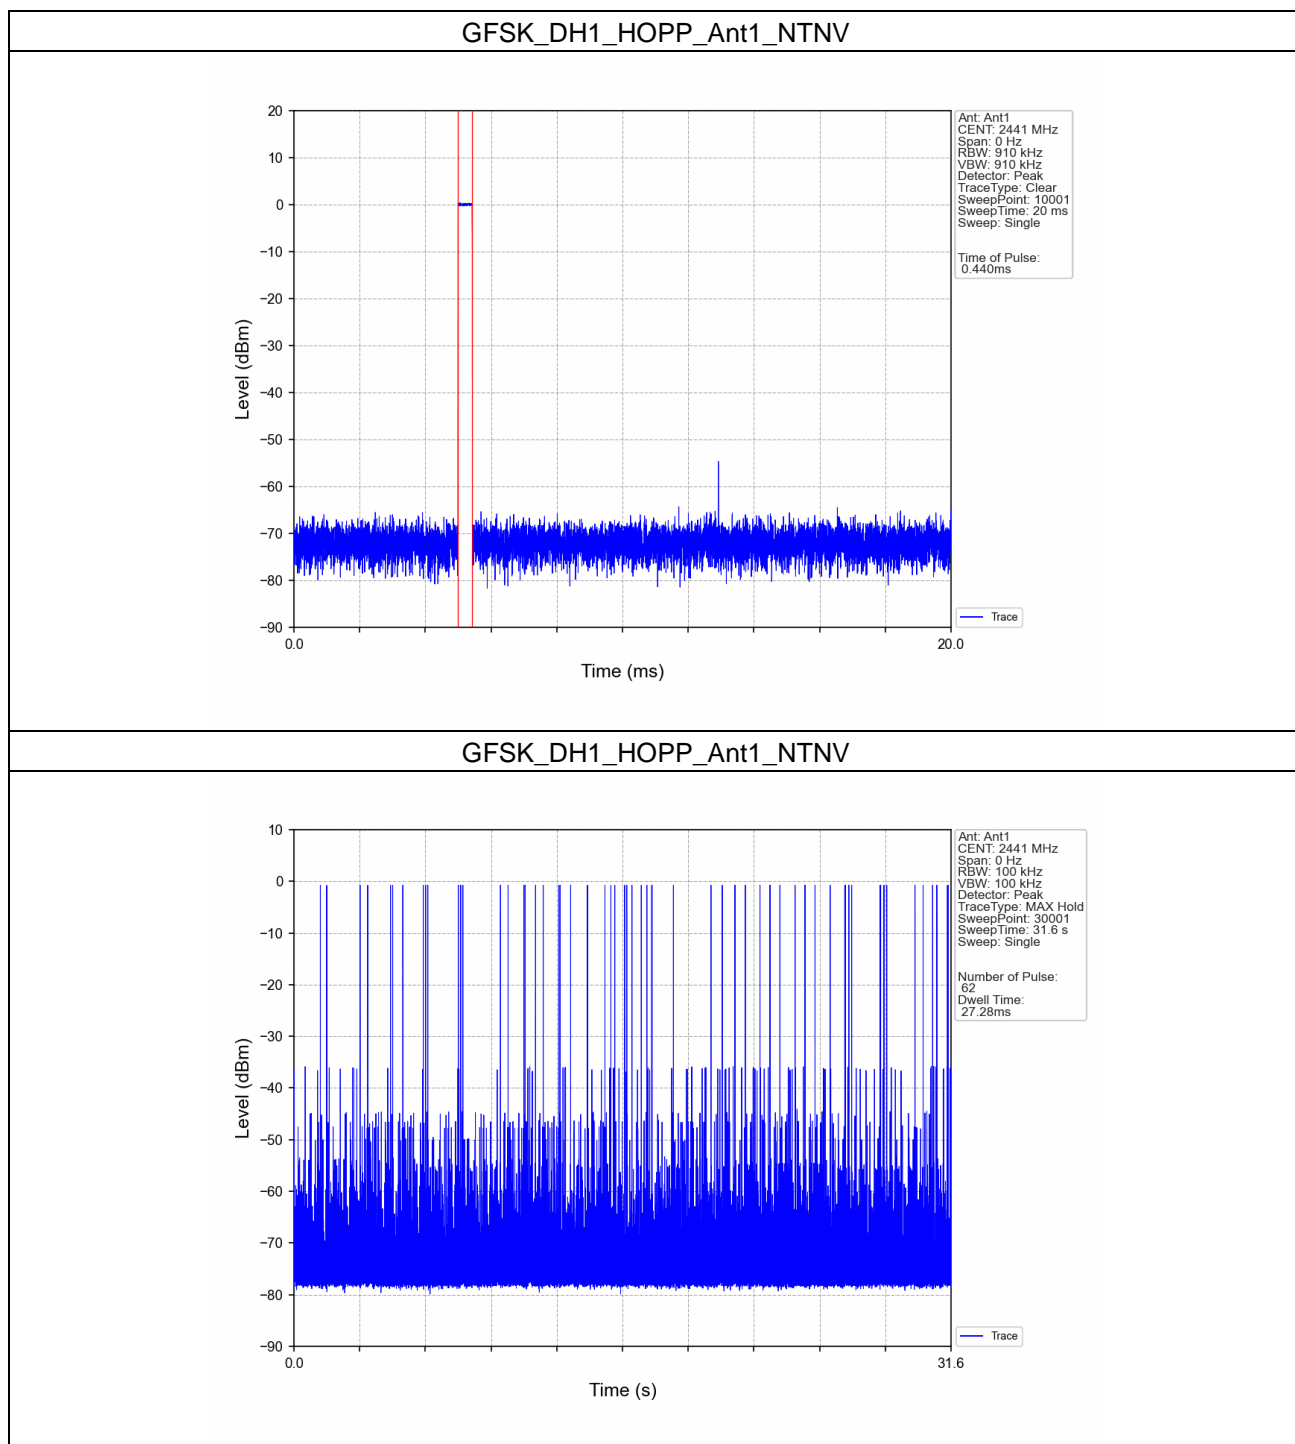 GFSK_DH1_HOPP_Ant1_NTNV
20
10
0
−10
−20
−30
−40
−50
−60
−70
−80
−90
Level (dBm)
0.0
20.0
Time (ms)
Ant: Ant1
CENT: 2441 MHz
Span: 0 Hz
RBW: 910 kHz
VBW: 910 kHz
Detector: Peak
TraceType: Clear
SweepPoint: 10001
SweepTime: 20 ms
Sweep: Single
Time of Pulse:
0.440ms
Trace
GFSK_DH1_HOPP_Ant1_NTNV
10
0
−10
−20
−30
−40
−50
−60
−70
−80
−90
Level (dBm)
0.0
31.6
Time (s)
Ant: Ant1
CENT: 2441 MHz
Span: 0 Hz
RBW: 100 kHz
VBW: 100 kHz
Detector: Peak
TraceType: MAX Hold
SweepPoint: 30001
SweepTime: 31.6 s
Sweep: Single
Number of Pulse:
62
Dwell Time:
27.28ms
Trace